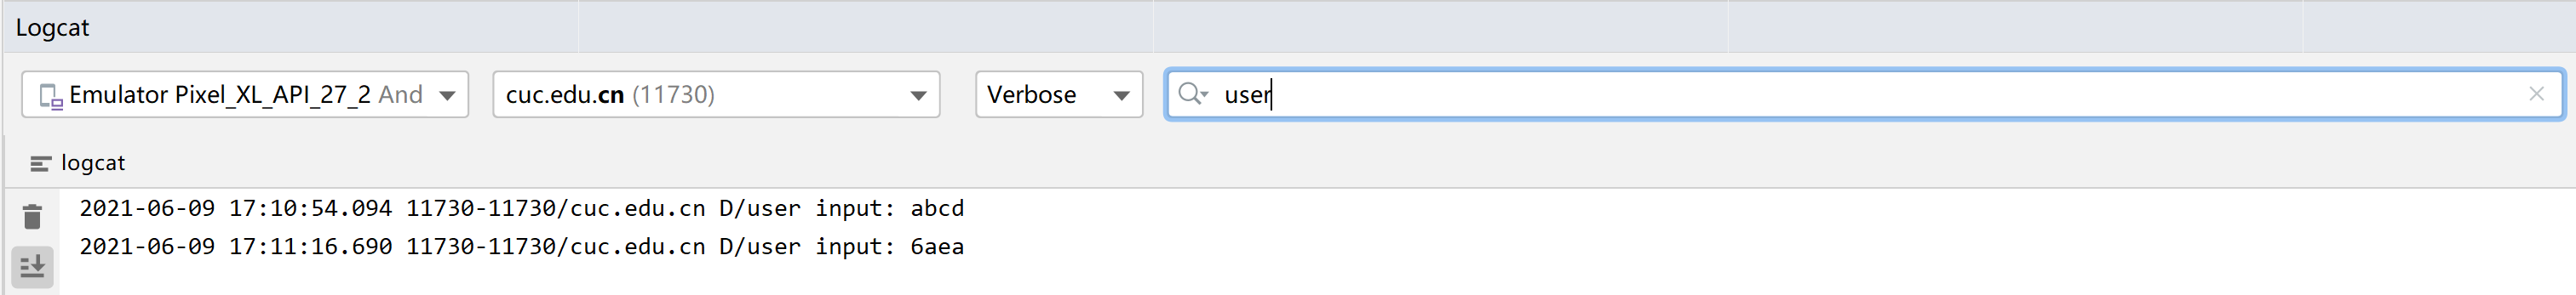 Logcat
Emulator Pixel_XL_API_27_2 And cuc.edu.cn (11730) Verbose user
logcat
2021-06-09 17:10:54.094 11730-11730/cuc.edu.cn D/user input: abcd
2021-06-09 17:11:16.690 11730-11730/cuc.edu.cn D/user input: 6aea